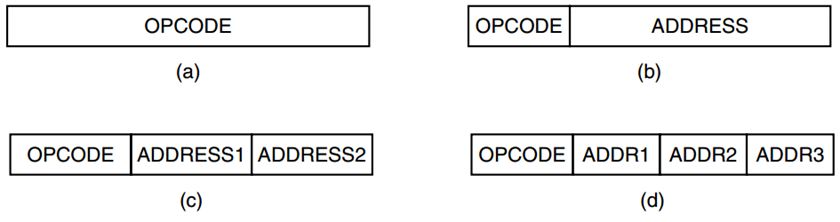 OPCODE
OPCODE ADDRESS
(a)
(b)
OPCODE ADDRESS1 ADDRESS2
OPCODE ADDR1 ADDR2 ADDR3
(c)
(d)